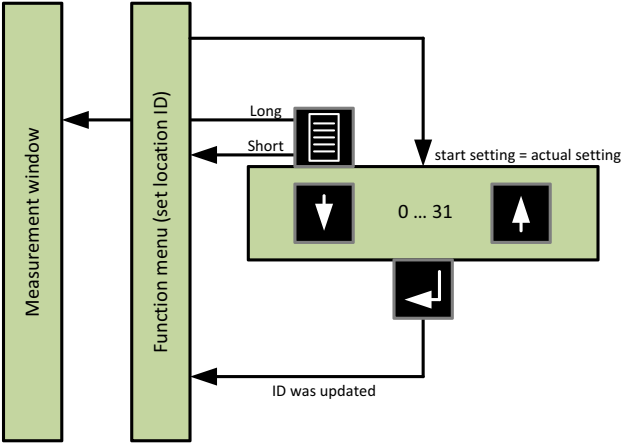 Measurement window
Function menu (set location ID)
Long
Short
start setting = actual setting
0 ... 31
ID was updated